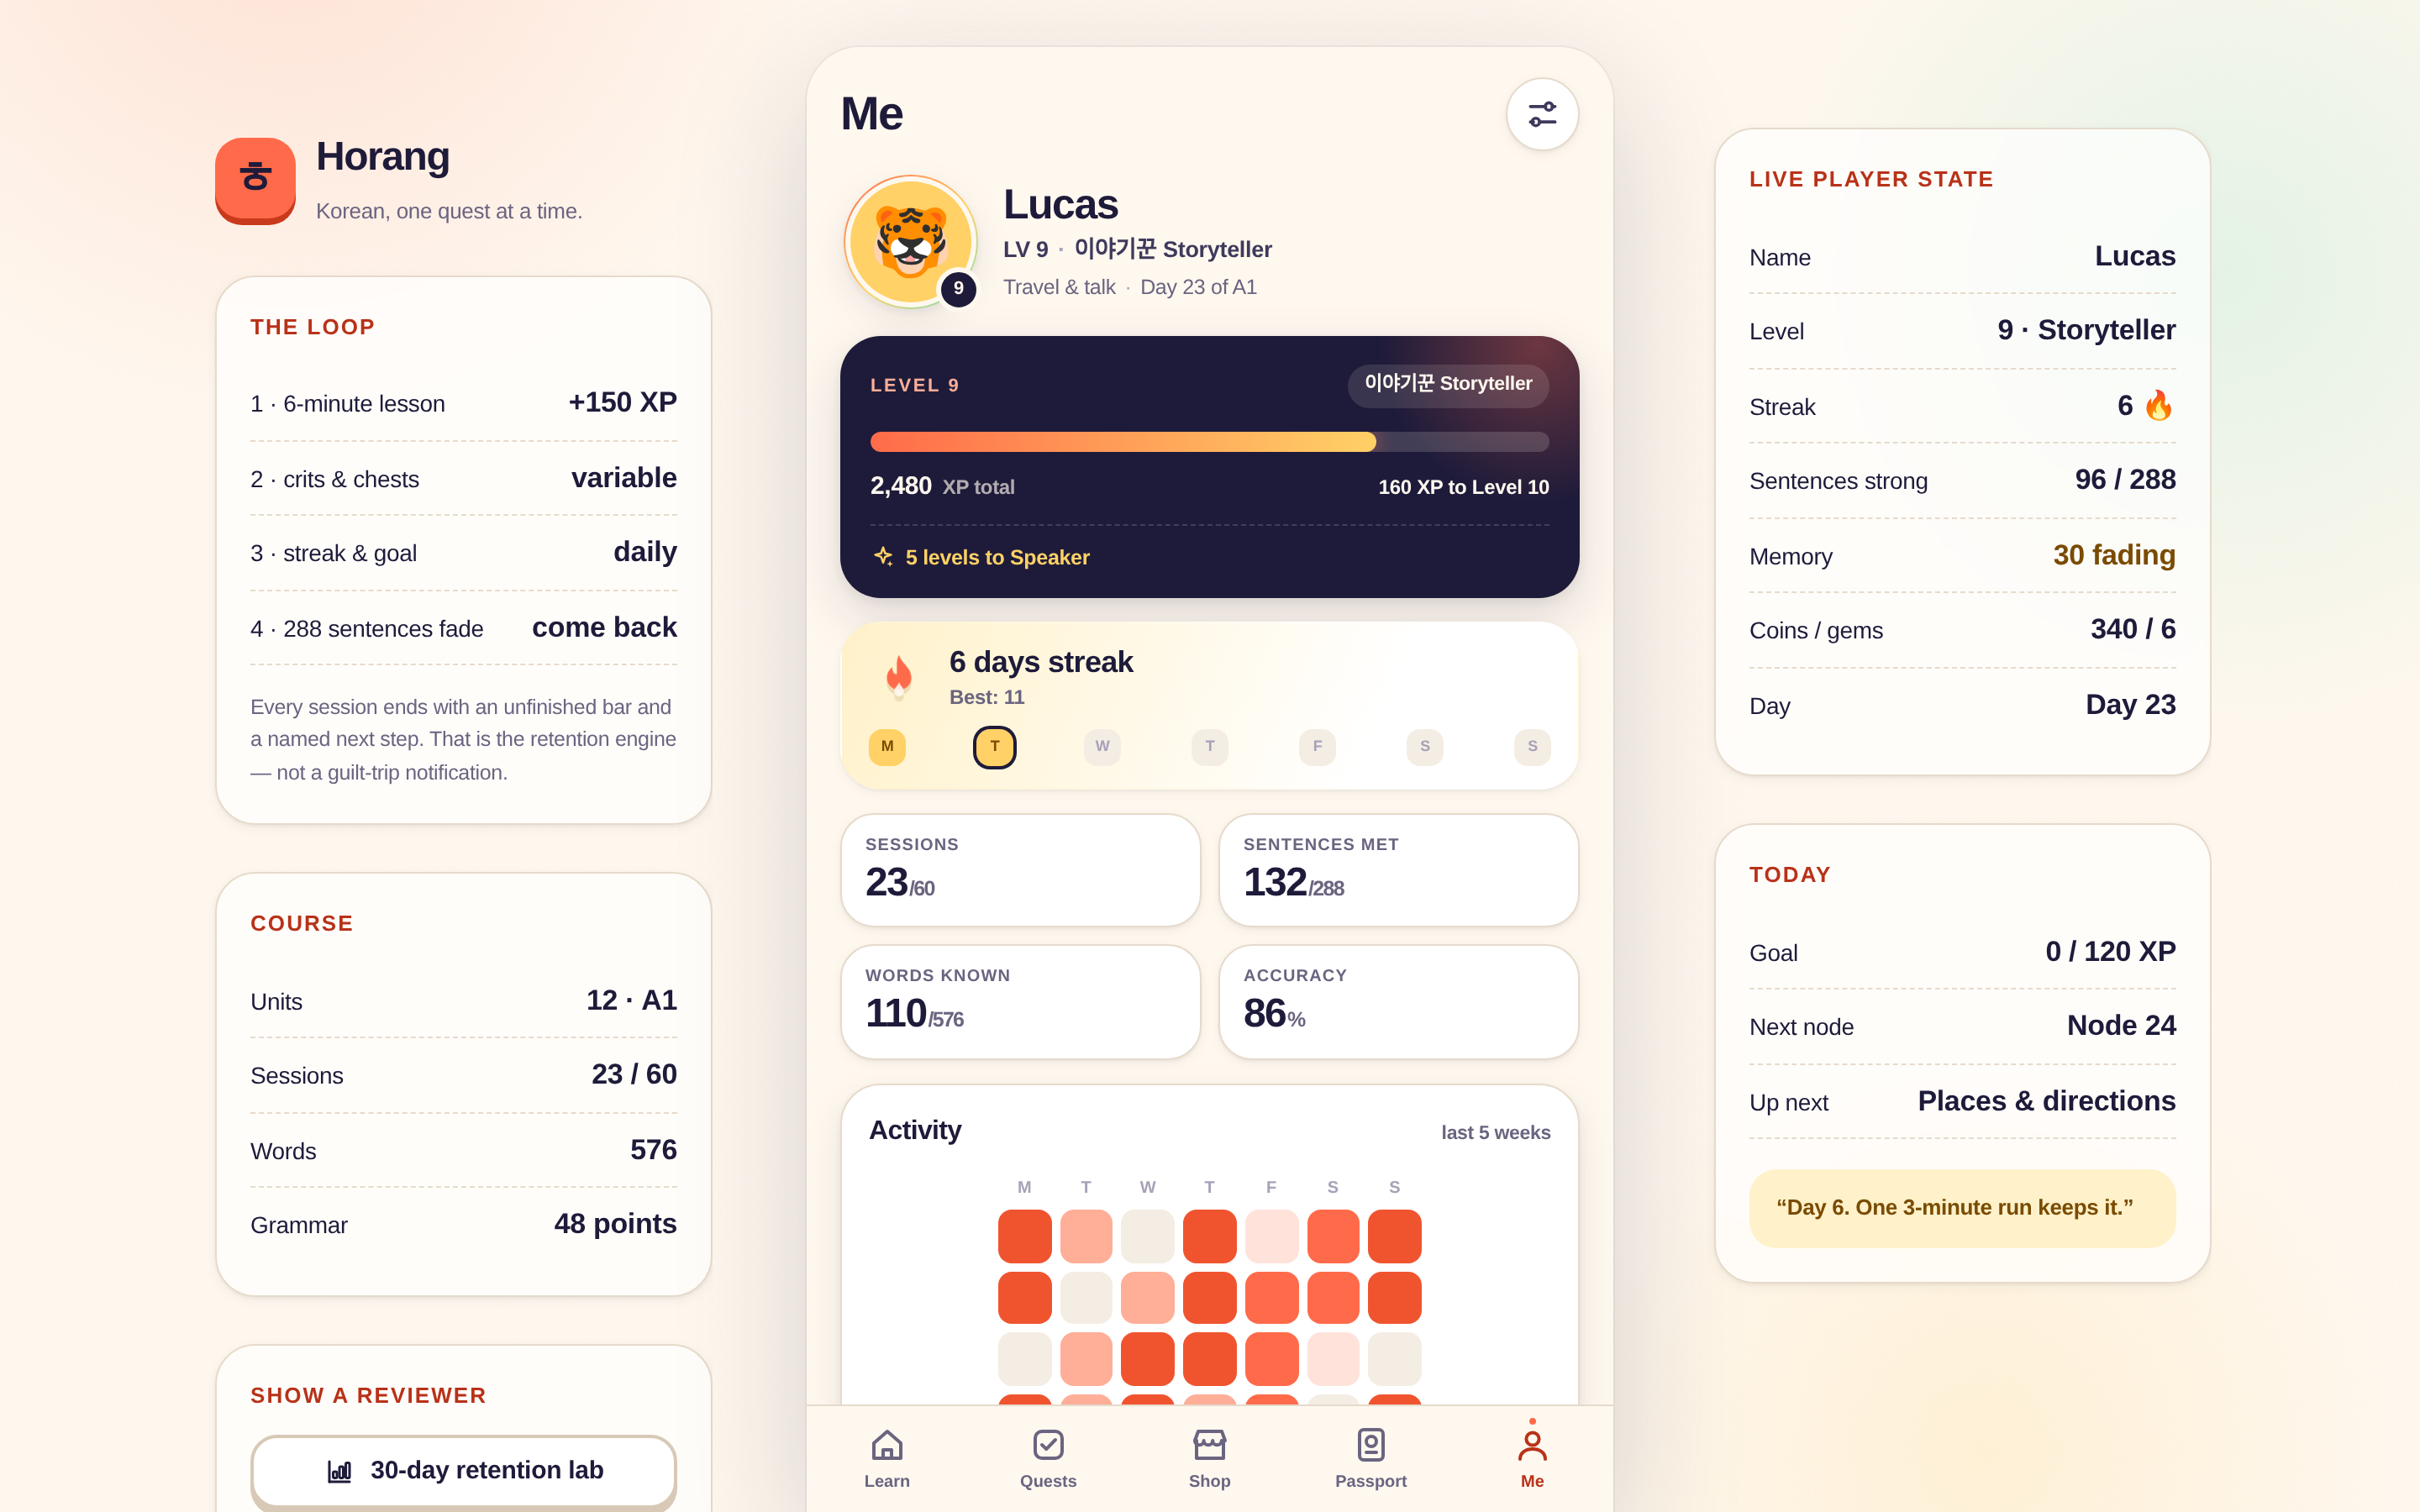 ㅎ
Horang
Korean, one quest at a time.
THE LOOP
1 · 6-minute lesson +150 XP
2 · crits & chests variable
3 · streak & goal daily
4 · 288 sentences fade come back
Every session ends with an unfinished bar and
a named next step. That is the retention engine
— not a guilt-trip notification.
COURSE
Units 12 · A1
Sessions 23 / 60
Words 576
Grammar 48 points
SHOW A REVIEWER
30-day retention lab
Me
9
Lucas
LV 9 · 이야기꾼 Storyteller
Travel & talk · Day 23 of A1
LEVEL 9 이야기꾼 Storyteller
2,480 XP total 160 XP to Level 10
5 levels to Speaker
6 days streak
Best: 11
M T W T F S S
SESSIONS
23/60
SENTENCES MET
132/288
WORDS KNOWN
110/576
ACCURACY
86%
Activity last 5 weeks
M T W T F S S
Learn Quests Shop Passport Me
LIVE PLAYER STATE
Name Lucas
Level 9 · Storyteller
Streak 6 🔥
Sentences strong 96 / 288
Memory 30 fading
Coins / gems 340 / 6
Day Day 23
TODAY
Goal 0 / 120 XP
Next node Node 24
Up next Places & directions
“Day 6. One 3-minute run keeps it.”